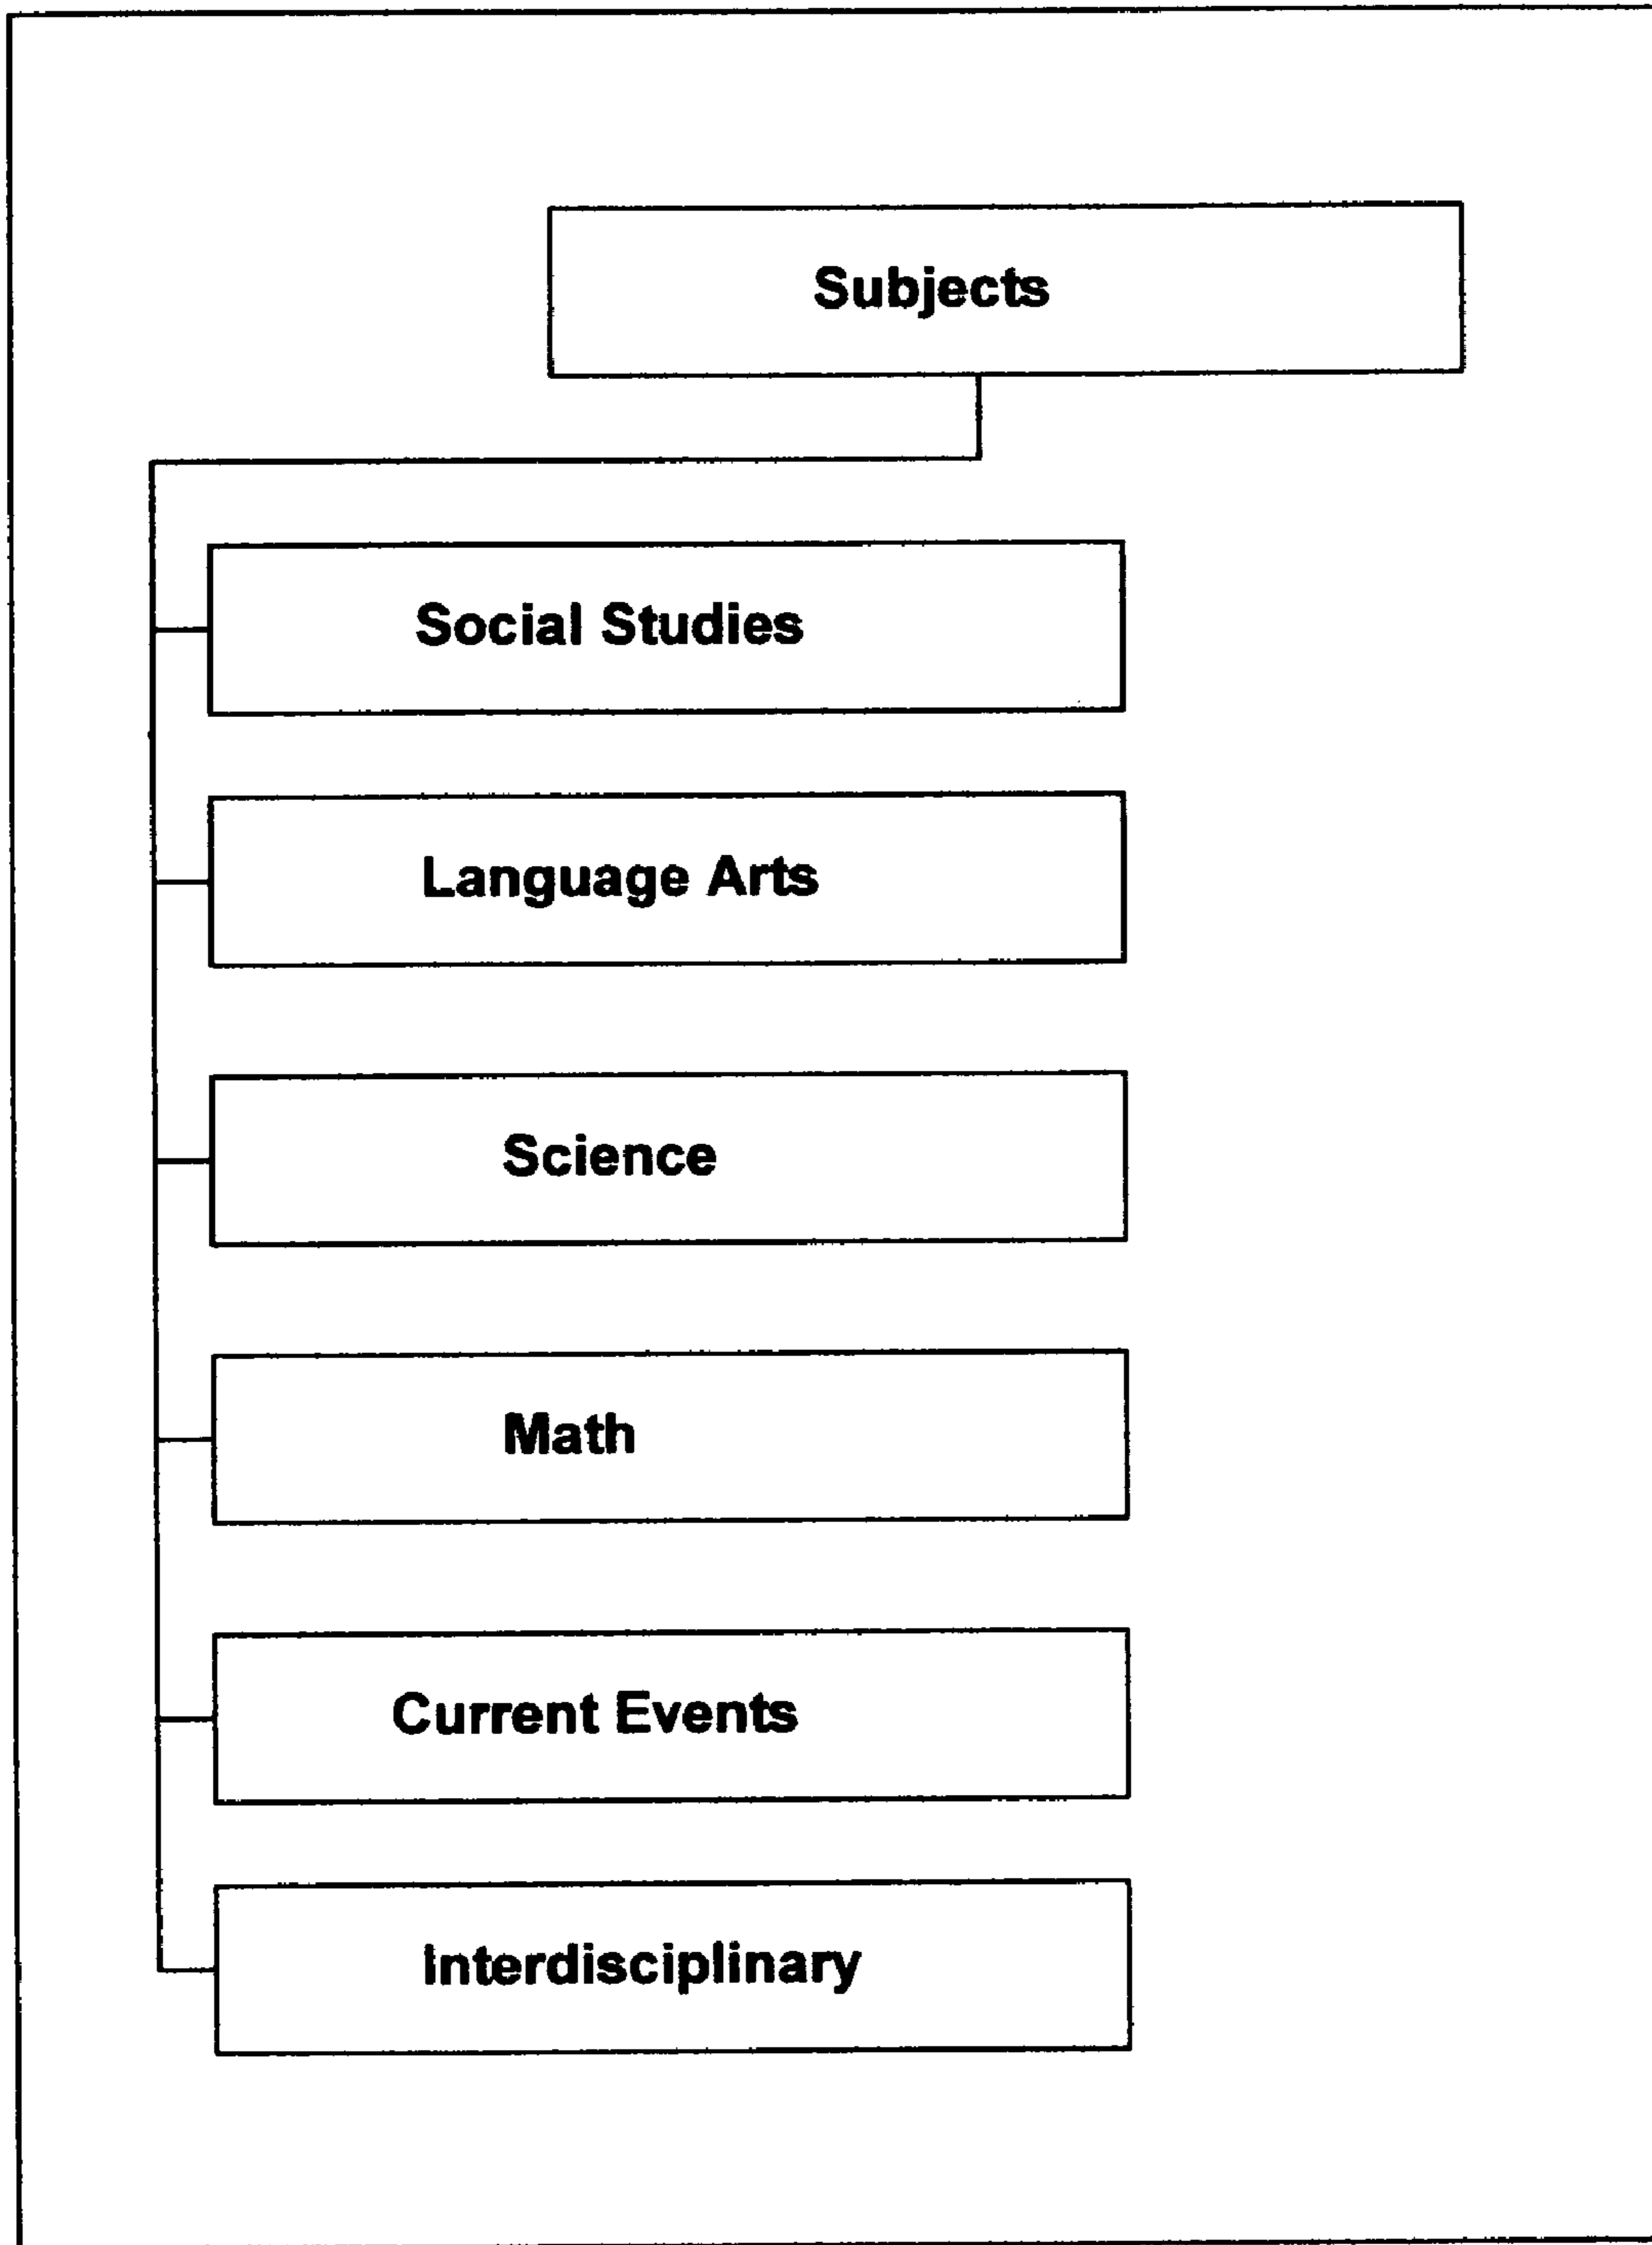 Subjects
Social Studies
Language Arts
Science
Math
Current Events
Interdisciplinary